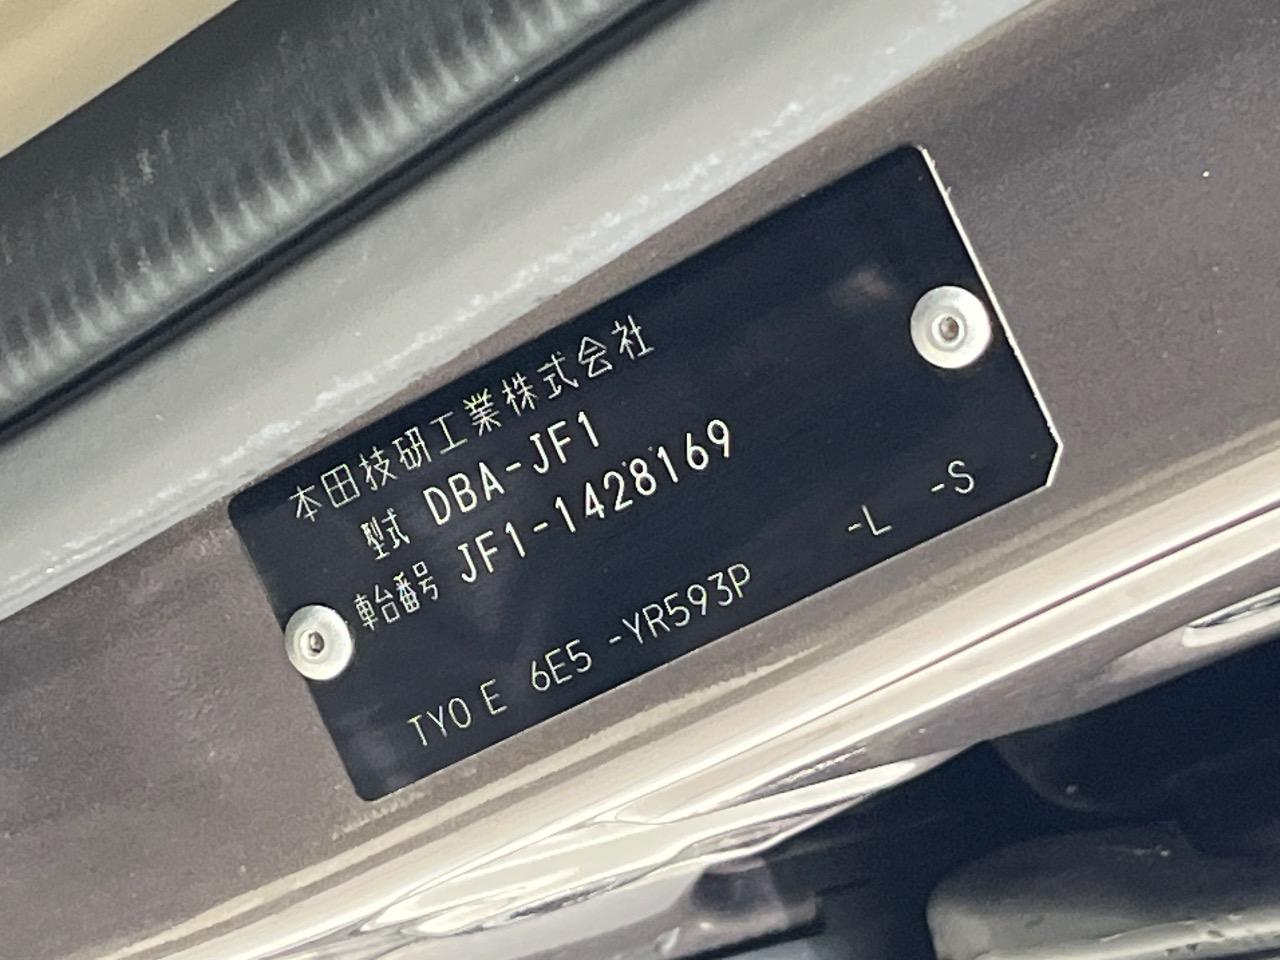 本田技研工業株式会社
型式 DBA-JF1
車台番号 JF1-1428169
TY0 E 6E5 -YR593P -L -S